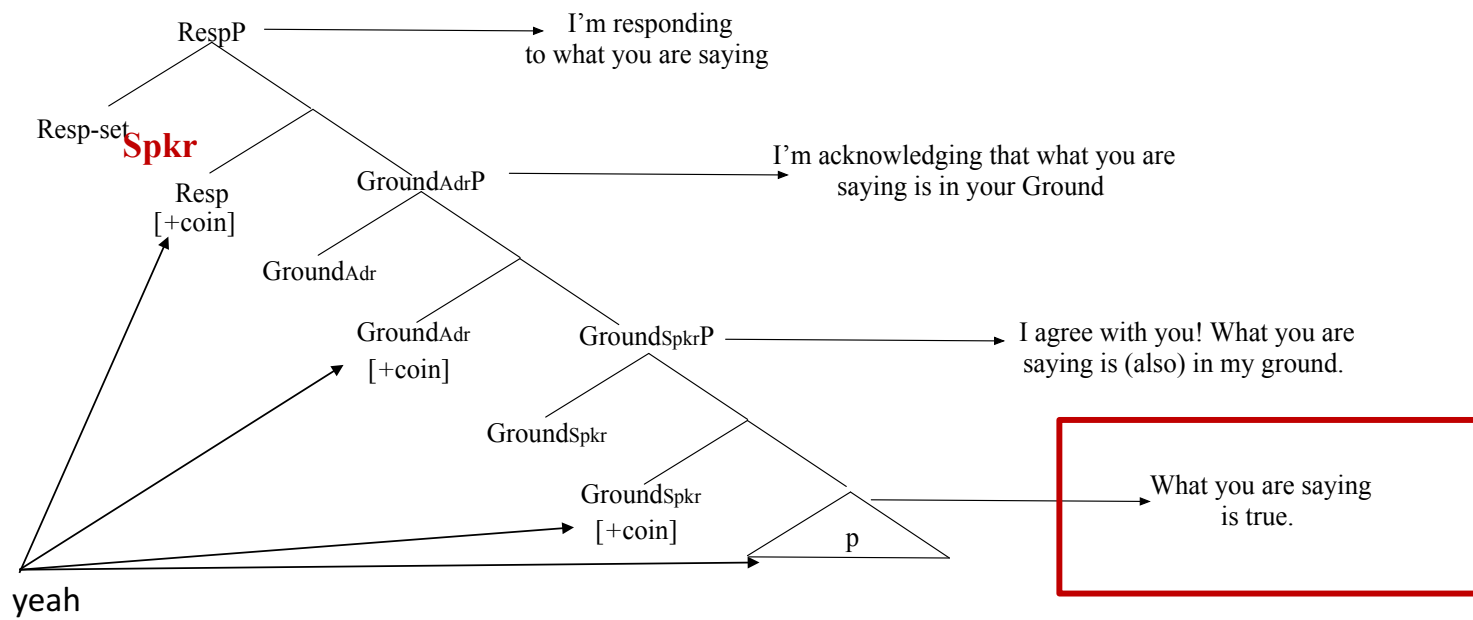 RespP
I’m responding
to what you are saying
Resp-set
Spkr
Resp
[+coin]
GroundAdrP
I’m acknowledging that what you are
saying is in your Ground
GroundAdr
GroundAdr
[+coin]
GroundSpkrP
I agree with you! What you are
saying is (also) in my ground.
GroundSpkr
GroundSpkr
[+coin]
p
What you are saying
is true.
yeah